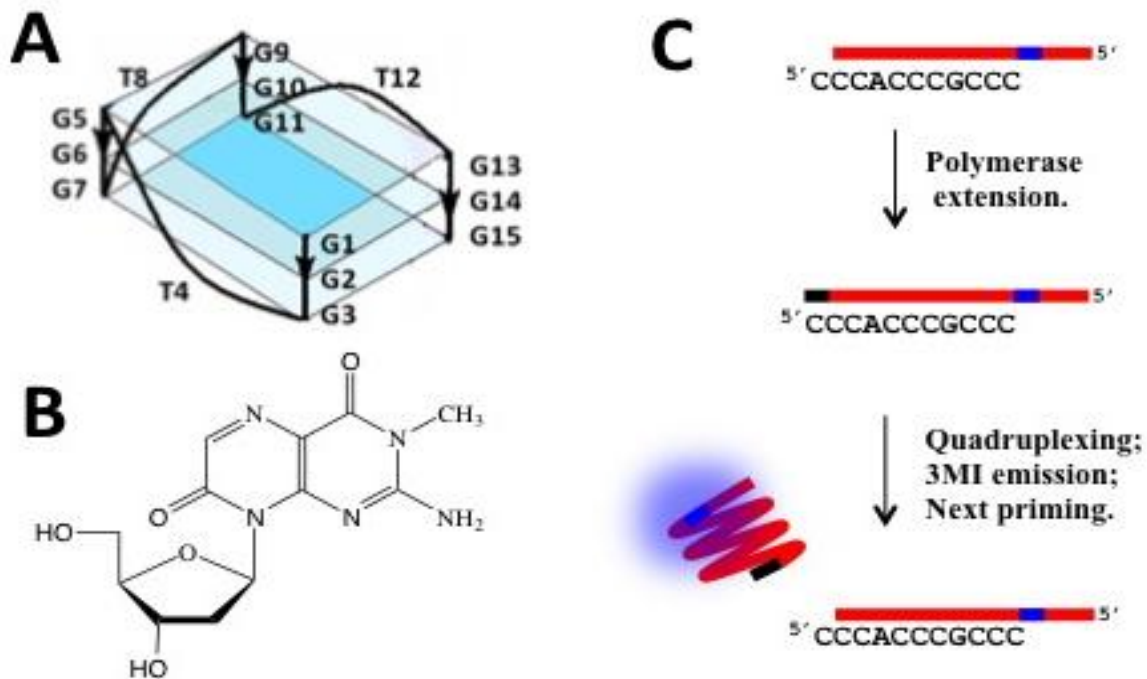 A
T8
G9
G10
G11
T12
G5
G6
G7
G13
G14
G15
G1
G2
G3
T4
B
O
N
N
CH₃
O
N
N
NH₂
HO
O
HO
C
5'
5'
CCCACCCGCCC
Polymerase
extension.
5'
5'
CCCACCCGCCC
Quadruplexing;
3MI emission;
Next priming.
5'
5'
CCCACCCGCCC